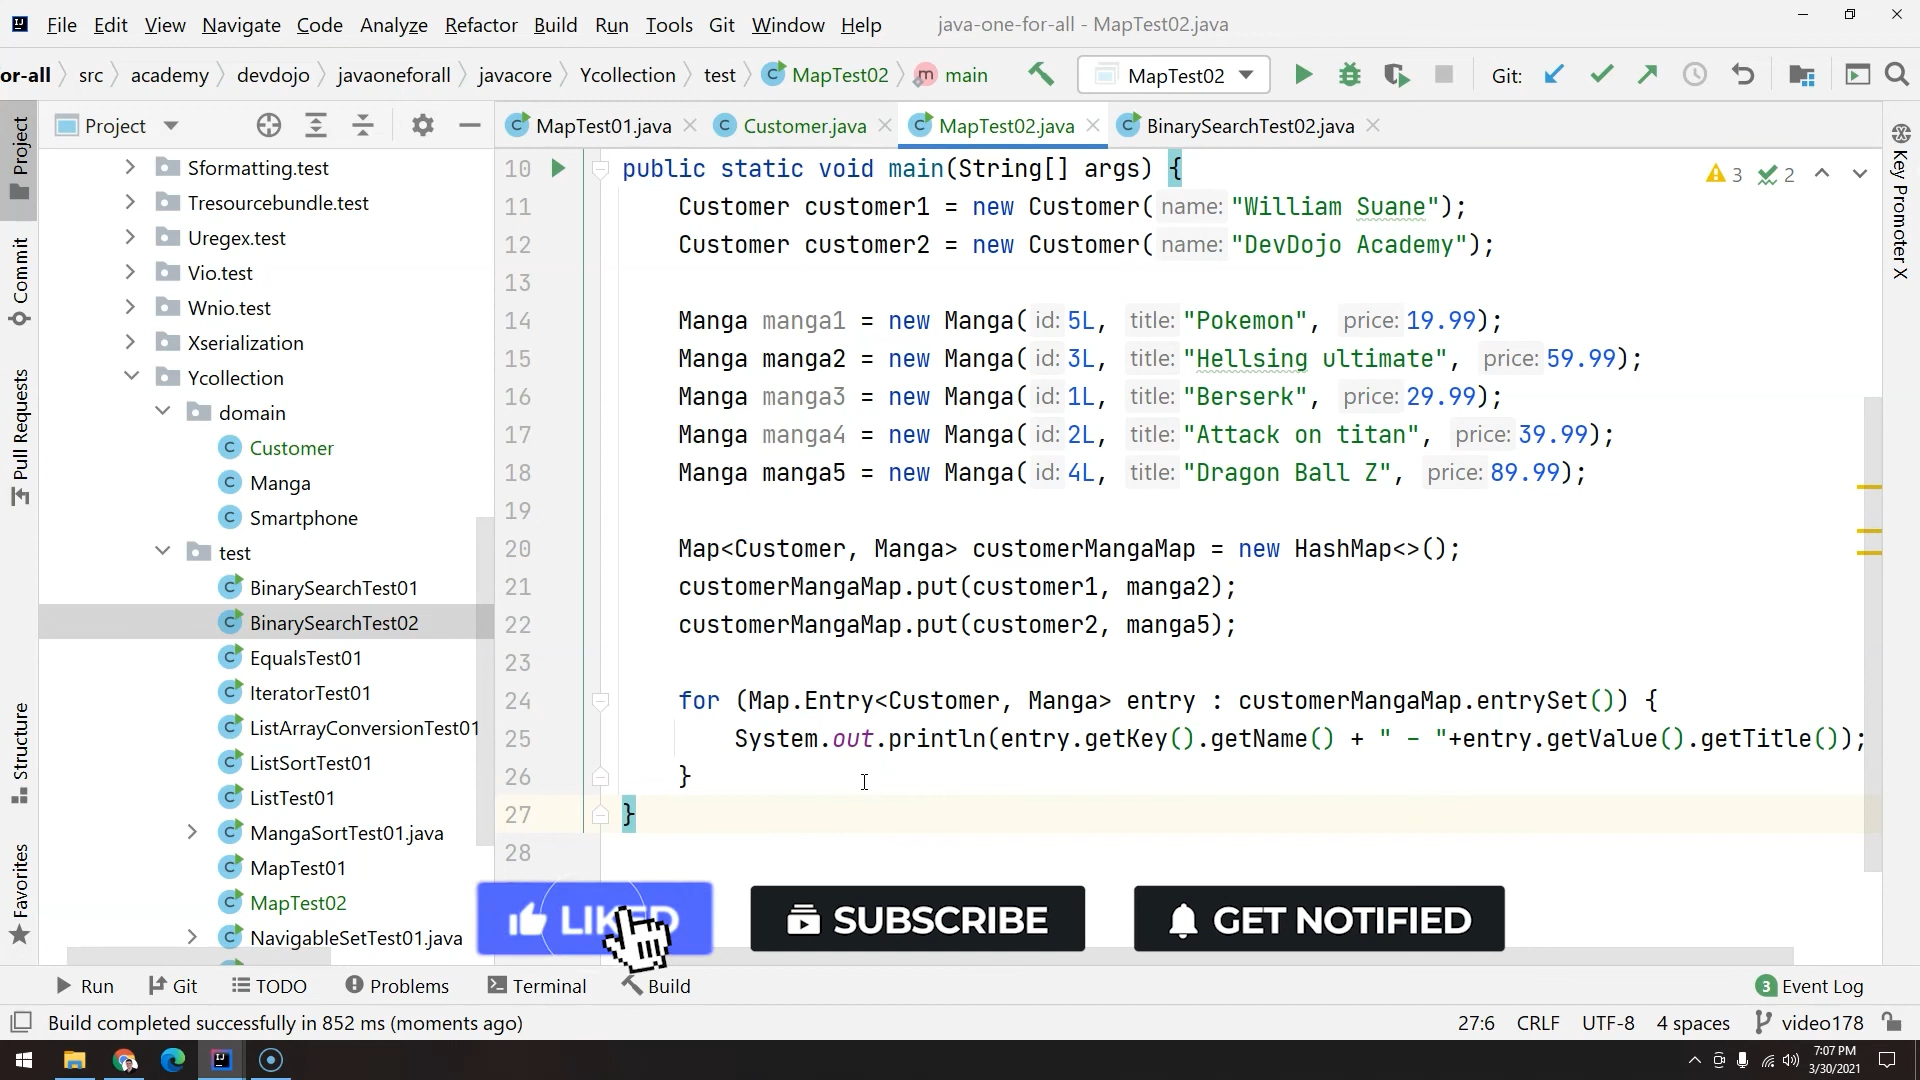 File Edit View Navigate Code Analyze Refactor Build Run Tools Git Window Help java-one-for-all - MapTest02.java
or-all src academy devdojo javaoneforall javacore Ycollection test MapTest02 main MapTest02 Git:
Project MapTest01.java Customer.java MapTest02.java BinarySearchTest02.java
Project
Commit
Pull Requests
Structure
Favorites
Sformatting.test
Tresourcebundle.test
Uregex.test
Vio.test
Wnio.test
Xserialization
Ycollection
domain
Customer
Manga
Smartphone
test
BinarySearchTest01
BinarySearchTest02
EqualsTest01
IteratorTest01
ListArrayConversionTest01
ListSortTest01
ListTest01
MangaSortTest01.java
MapTest01
MapTest02
NavigableSetTest01.java
10 public static void main(String[] args) {
11 Customer customer1 = new Customer( name: "William Suane");
12 Customer customer2 = new Customer( name: "DevDojo Academy");
13
14 Manga manga1 = new Manga( id: 5L, title: "Pokemon", price: 19.99);
15 Manga manga2 = new Manga( id: 3L, title: "Hellsing ultimate", price: 59.99);
16 Manga manga3 = new Manga( id: 1L, title: "Berserk", price: 29.99);
17 Manga manga4 = new Manga( id: 2L, title: "Attack on titan", price: 39.99);
18 Manga manga5 = new Manga( id: 4L, title: "Dragon Ball Z", price: 89.99);
19
20 Map<Customer, Manga> customerMangaMap = new HashMap<>();
21 customerMangaMap.put(customer1, manga2);
22 customerMangaMap.put(customer2, manga5);
23
24 for (Map.Entry<Customer, Manga> entry : customerMangaMap.entrySet()) {
25 System.out.println(entry.getKey().getName() + " - "+entry.getValue().getTitle());
26 }
27 }
28
3 2
Key Promoter X
LIKED SUBSCRIBE GET NOTIFIED
Run Git TODO Problems Terminal Build 3 Event Log
Build completed successfully in 852 ms (moments ago) 27:6 CRLF UTF-8 4 spaces video178
7:07 PM
3/30/2021